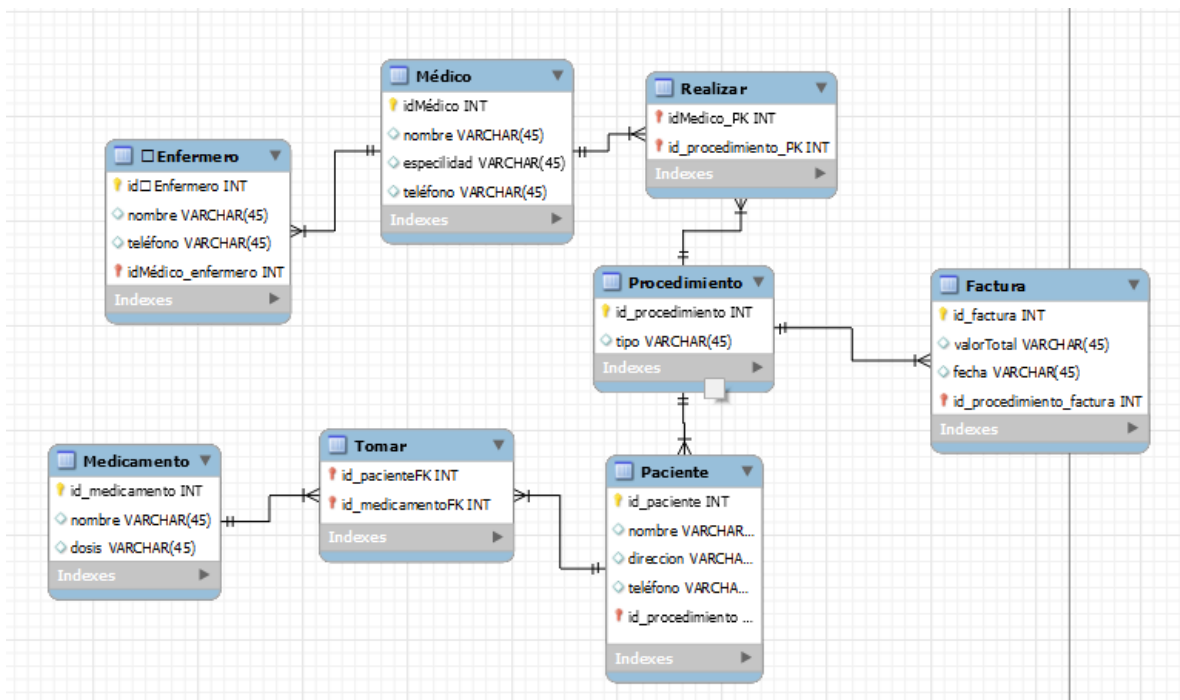 Médico
idMédico INT
nombre VARCHAR(45)
especilidad VARCHAR(45)
teléfono VARCHAR(45)
Indexes
Realizar
idMedico_PK INT
id_procedimiento_PK INT
Indexes
□Enfermero
id□Enfermero INT
nombre VARCHAR(45)
teléfono VARCHAR(45)
idMédico_enfermero INT
Indexes
Procedimiento
id_procedimiento INT
tipo VARCHAR(45)
Indexes
Factura
id_factura INT
valorTotal VARCHAR(45)
fecha VARCHAR(45)
id_procedimiento_factura INT
Indexes
Medicamento
id_medicamento INT
nombre VARCHAR(45)
dosis VARCHAR(45)
Indexes
Tomar
id_pacienteFK INT
id_medicamentoFK INT
Indexes
Paciente
id_paciente INT
nombre VARCHAR...
direccion VARCHA...
teléfono VARCHA...
id_procedimiento ...
Indexes